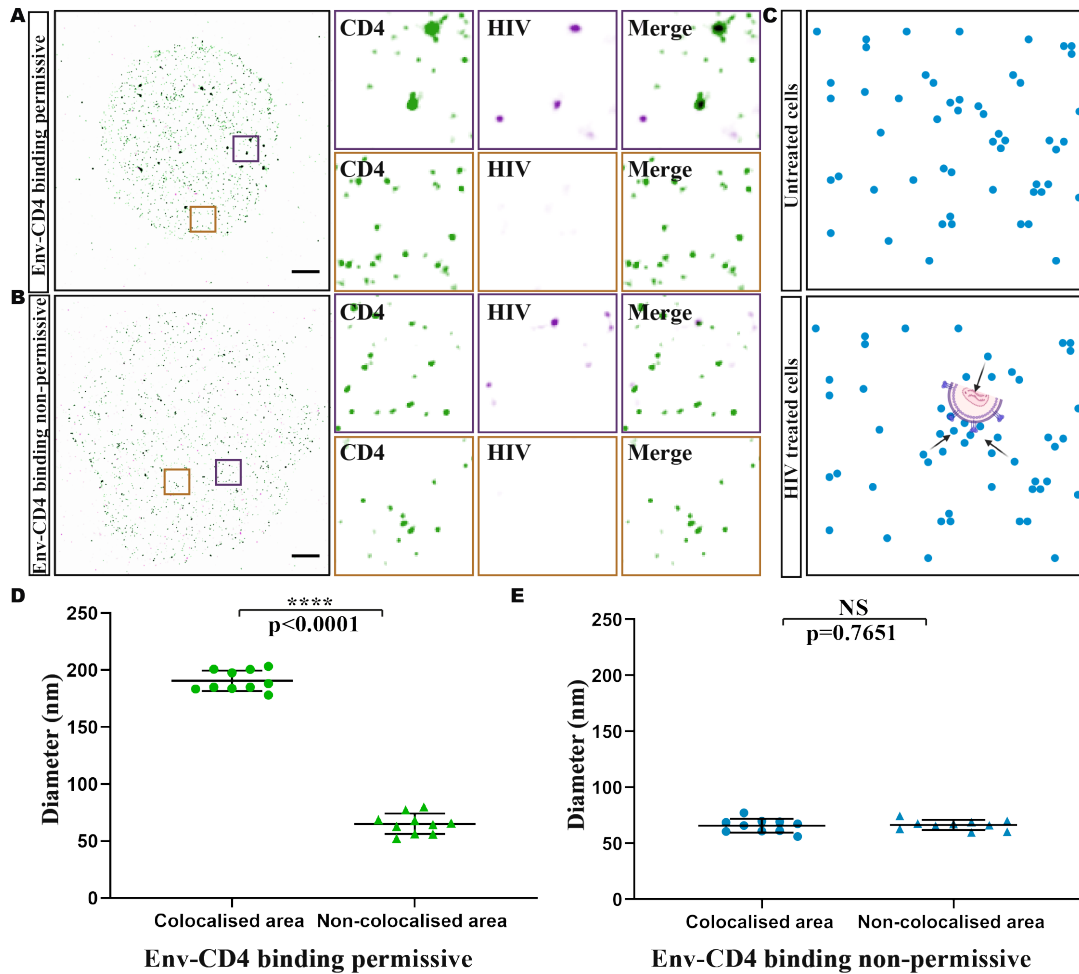 A
Env-CD4 binding permissive
CD4
HIV
Merge
CD4
HIV
Merge
B
Env-CD4 binding non-permissive
CD4
HIV
Merge
CD4
HIV
Merge
C
Untreated cells
HIV treated cells
D
****
p<0.0001
250
200
150
100
50
0
Diameter (nm)
Colocalised area
Non-colocalised area
Env-CD4 binding permissive
E
NS
p=0.7651
250
200
150
100
50
0
Diameter (nm)
Colocalised area
Non-colocalised area
Env-CD4 binding non-permissive